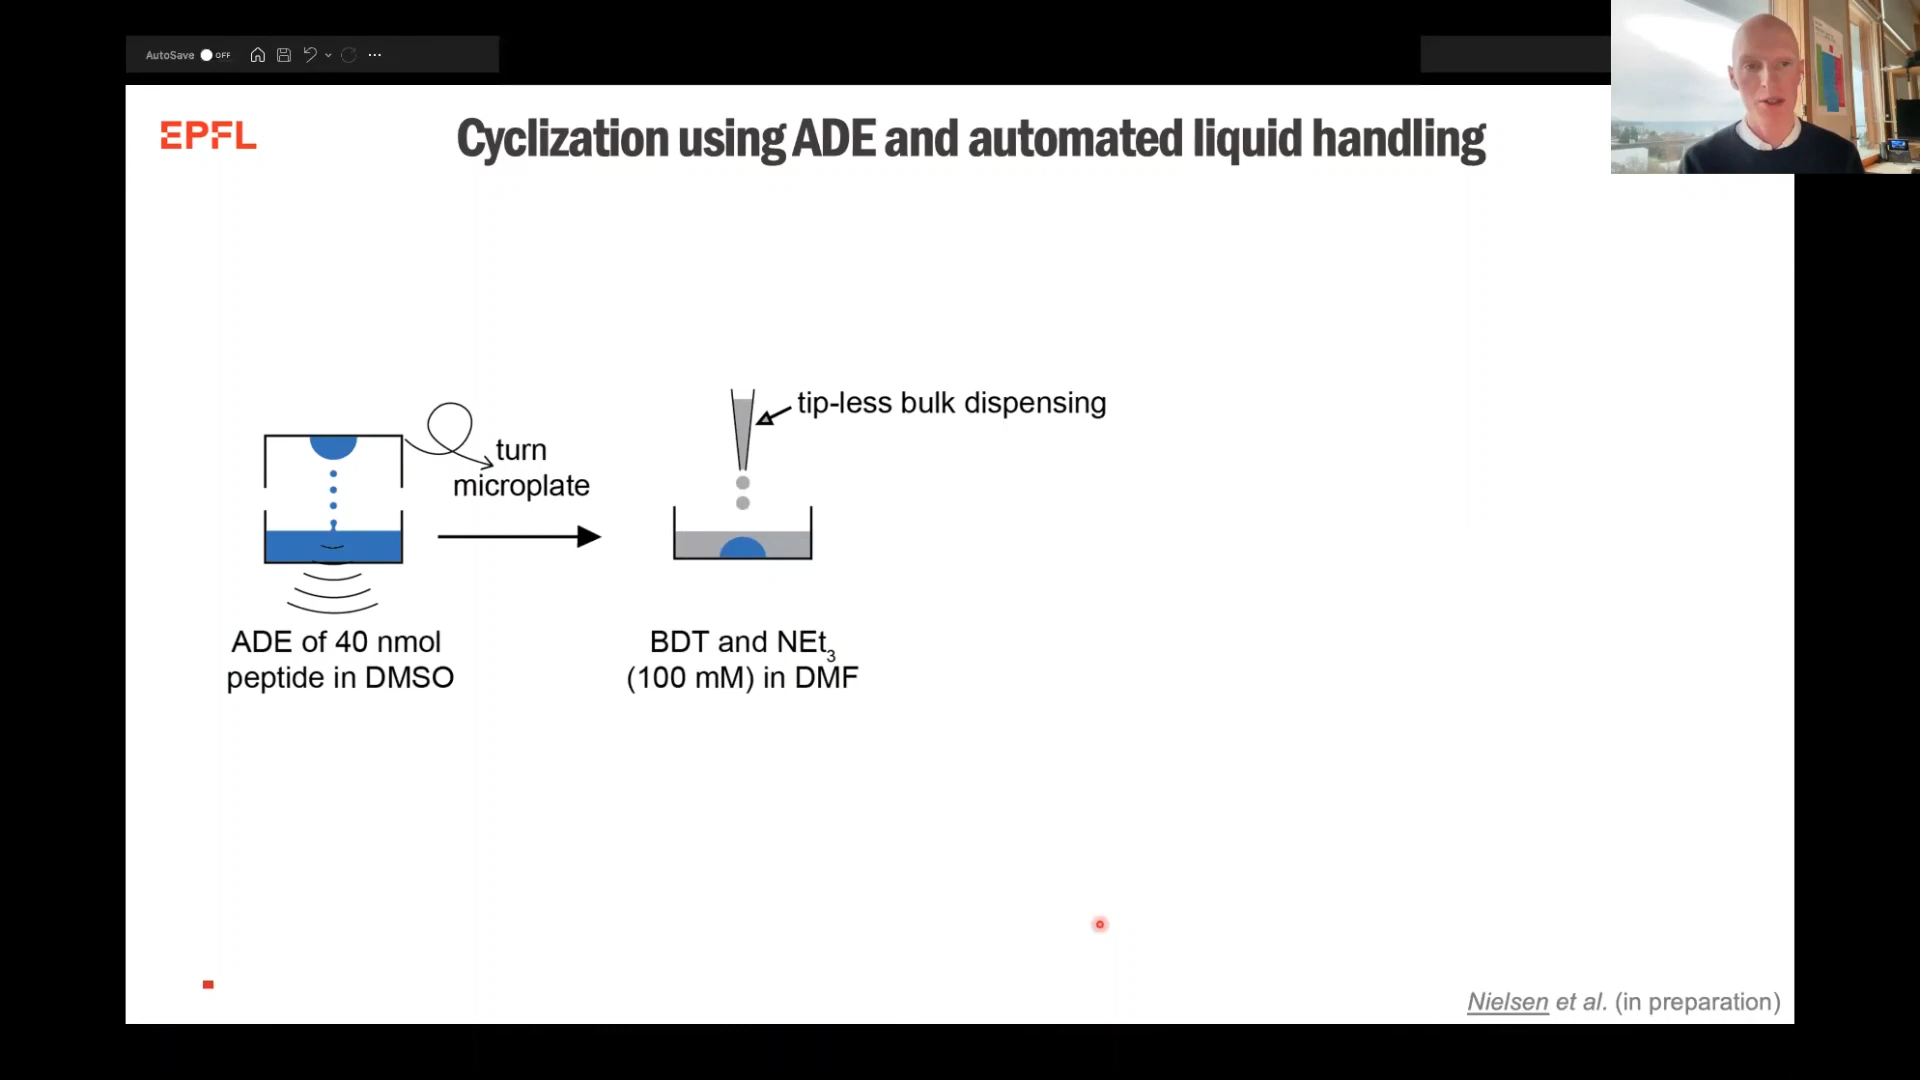 AutoSave OFF
EPFL
Cyclization using ADE and automated liquid handling
tip-less bulk dispensing
turn
microplate
ADE of 40 nmol
peptide in DMSO
BDT and NEt₃
(100 mM) in DMF
Nielsen et al. (in preparation)